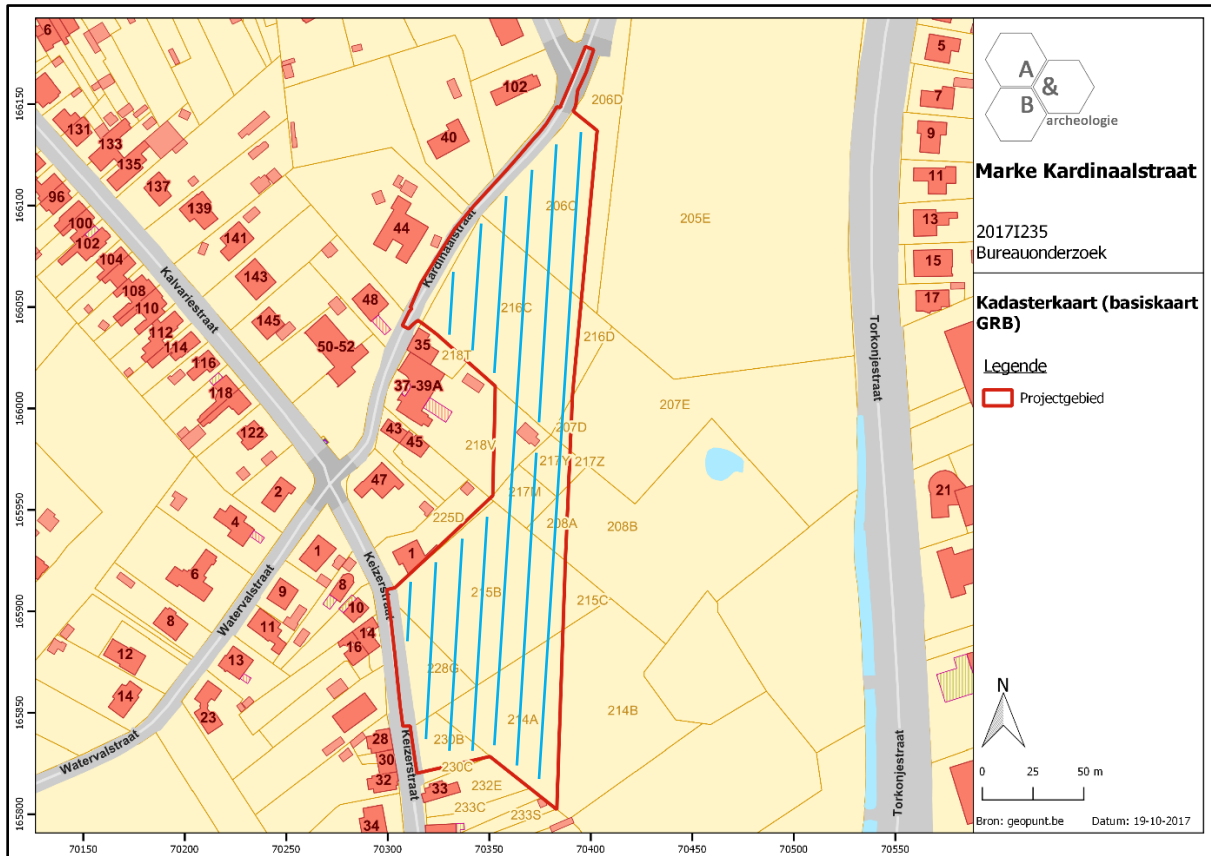 6
131
133
135
137
139
141
143
145
96
100
102
104
108
110
112
114
116
118
122
2
4
6
8
12
14
1
9
11
13
23
8
10
14
16
28
30
32
34
33
1
47
43
45
37-39A
35
48
50-52
44
40
102
Kalvariestraat
Kardinaalstraat
Watervalstraat
Watervalstraat
Keizerstraat
Keizerstraat
Torkonjestraat
Torkonjestraat
206D
206C
205E
216C
216D
218T
207E
207D
218V
217Y
217Z
217M
208A
208B
225D
215B
215C
228G
214A
214B
230B
230C
232E
233C
233S
5
7
9
11
13
15
17
21
166150
166100
166050
166000
165950
165900
165850
165800
70150
70200
70250
70300
70350
70400
70450
70500
70550
A
&
B
archeologie
Marke Kardinaalstraat
2017I235
Bureauonderzoek
Kadasterkaart (basiskaart
GRB)
Legende
Projectgebied
N
0 25 50 m
Bron: geopunt.be Datum: 19-10-2017